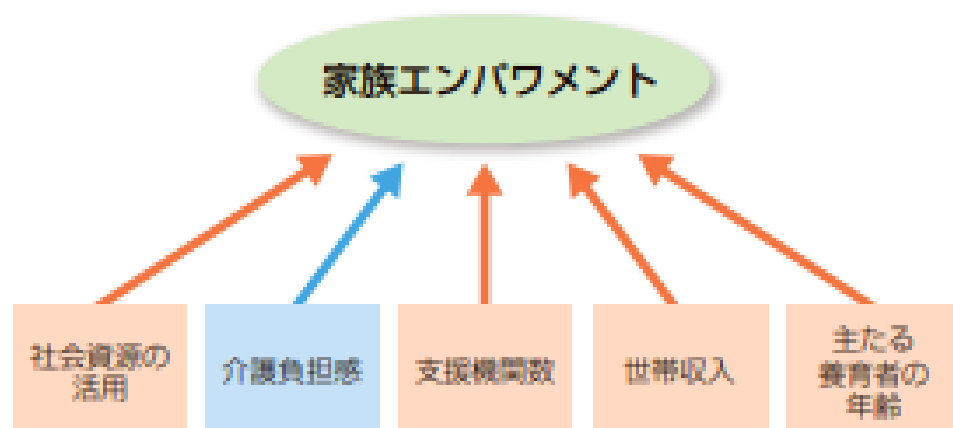 家族エンパワメント
社会資源の
活用
介護負担感
支援機関数
世帯収入
主たる
養育者の
年齢